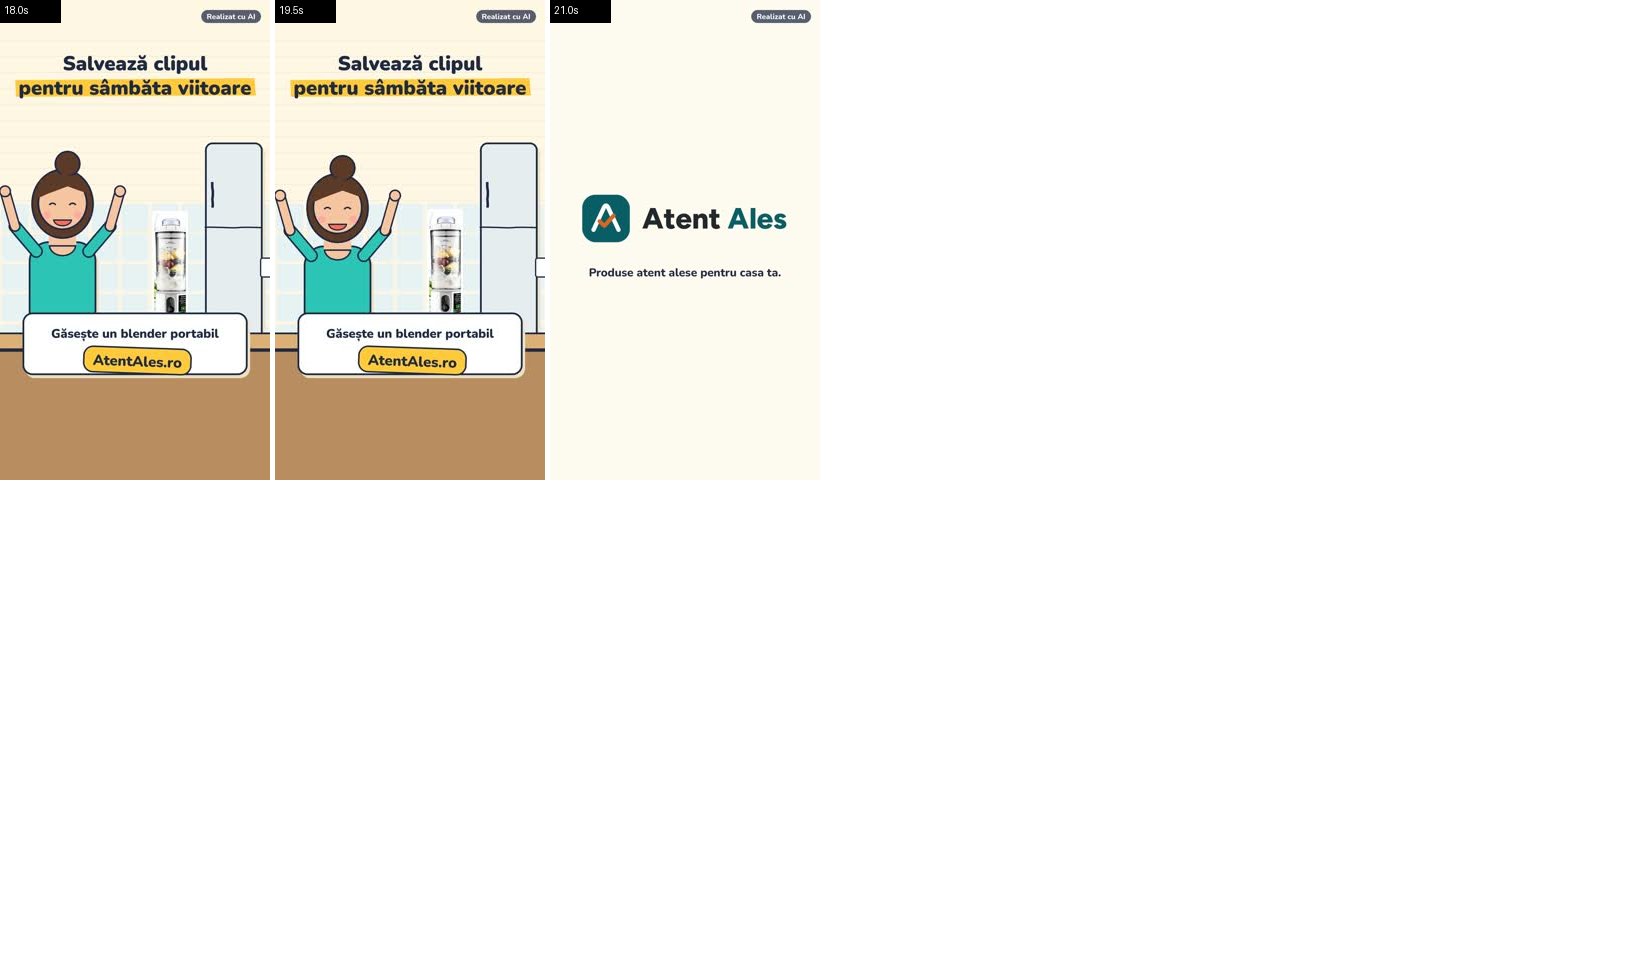 18.0s
Realizat cu AI
Salvează clipul
pentru sâmbăta viitoare
Găsește un blender portabil
AtentAles.ro
19.5s
Realizat cu AI
Salvează clipul
pentru sâmbăta viitoare
Găsește un blender portabil
AtentAles.ro
21.0s
Realizat cu AI
Atent Ales
Produse atent alese pentru casa ta.